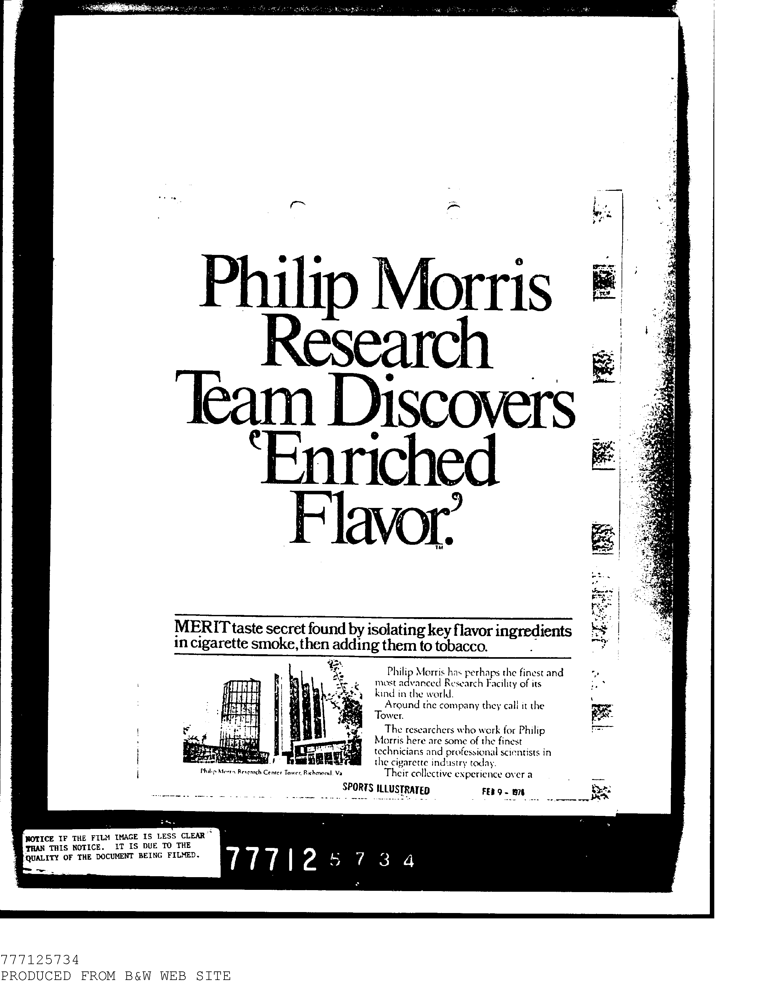 Philip Morris
Research
Team Discovers
‘Enriched
Flavor.’
TM
MERIT taste secret found by isolating key flavor ingredients
in cigarette smoke, then adding them to tobacco.
Philip Morris has perhaps the finest and
most advanced Research Facility of its
kind in the world.
Around the company they call it the
Tower.
The researchers who work for Philip
Morris here are some of the finest
technicians and professional scientists in
the cigarette industry today.
Their collective experience over a
Philip Morris Research Center Tower, Richmond, Va.
SPORTS ILLUSTRATED FEB 9 - 1976
NOTICE IF THE FILM IMAGE IS LESS CLEAR
THAN THIS NOTICE. IT IS DUE TO THE
QUALITY OF THE DOCUMENT BEING FILMED.
777125734
777125734
PRODUCED FROM B&W WEB SITE